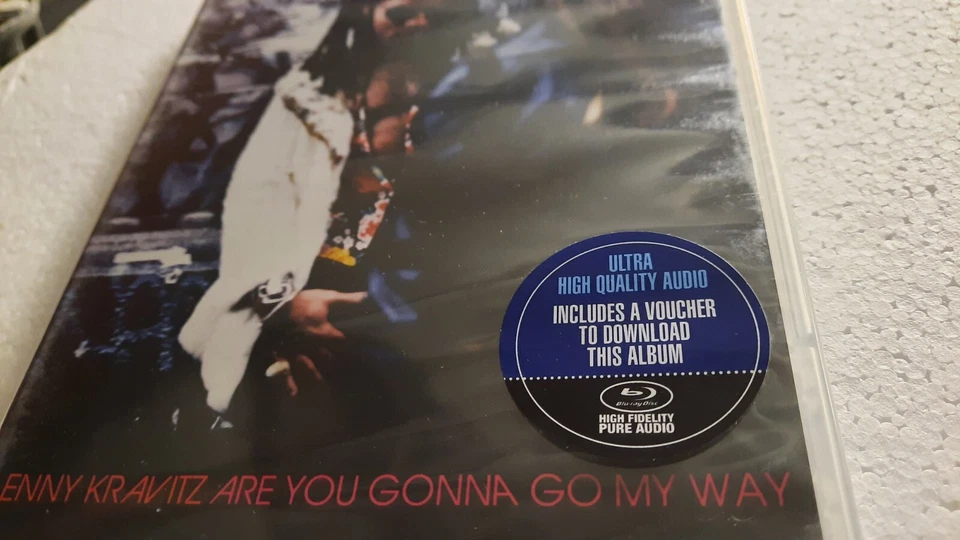 ULTRA
HIGH QUALITY AUDIO
INCLUDES A VOUCHER
TO DOWNLOAD
THIS ALBUM
Blu-ray Disc
HIGH FIDELITY
PURE AUDIO
ENNY KRAVITZ ARE YOU GONNA GO MY WAY